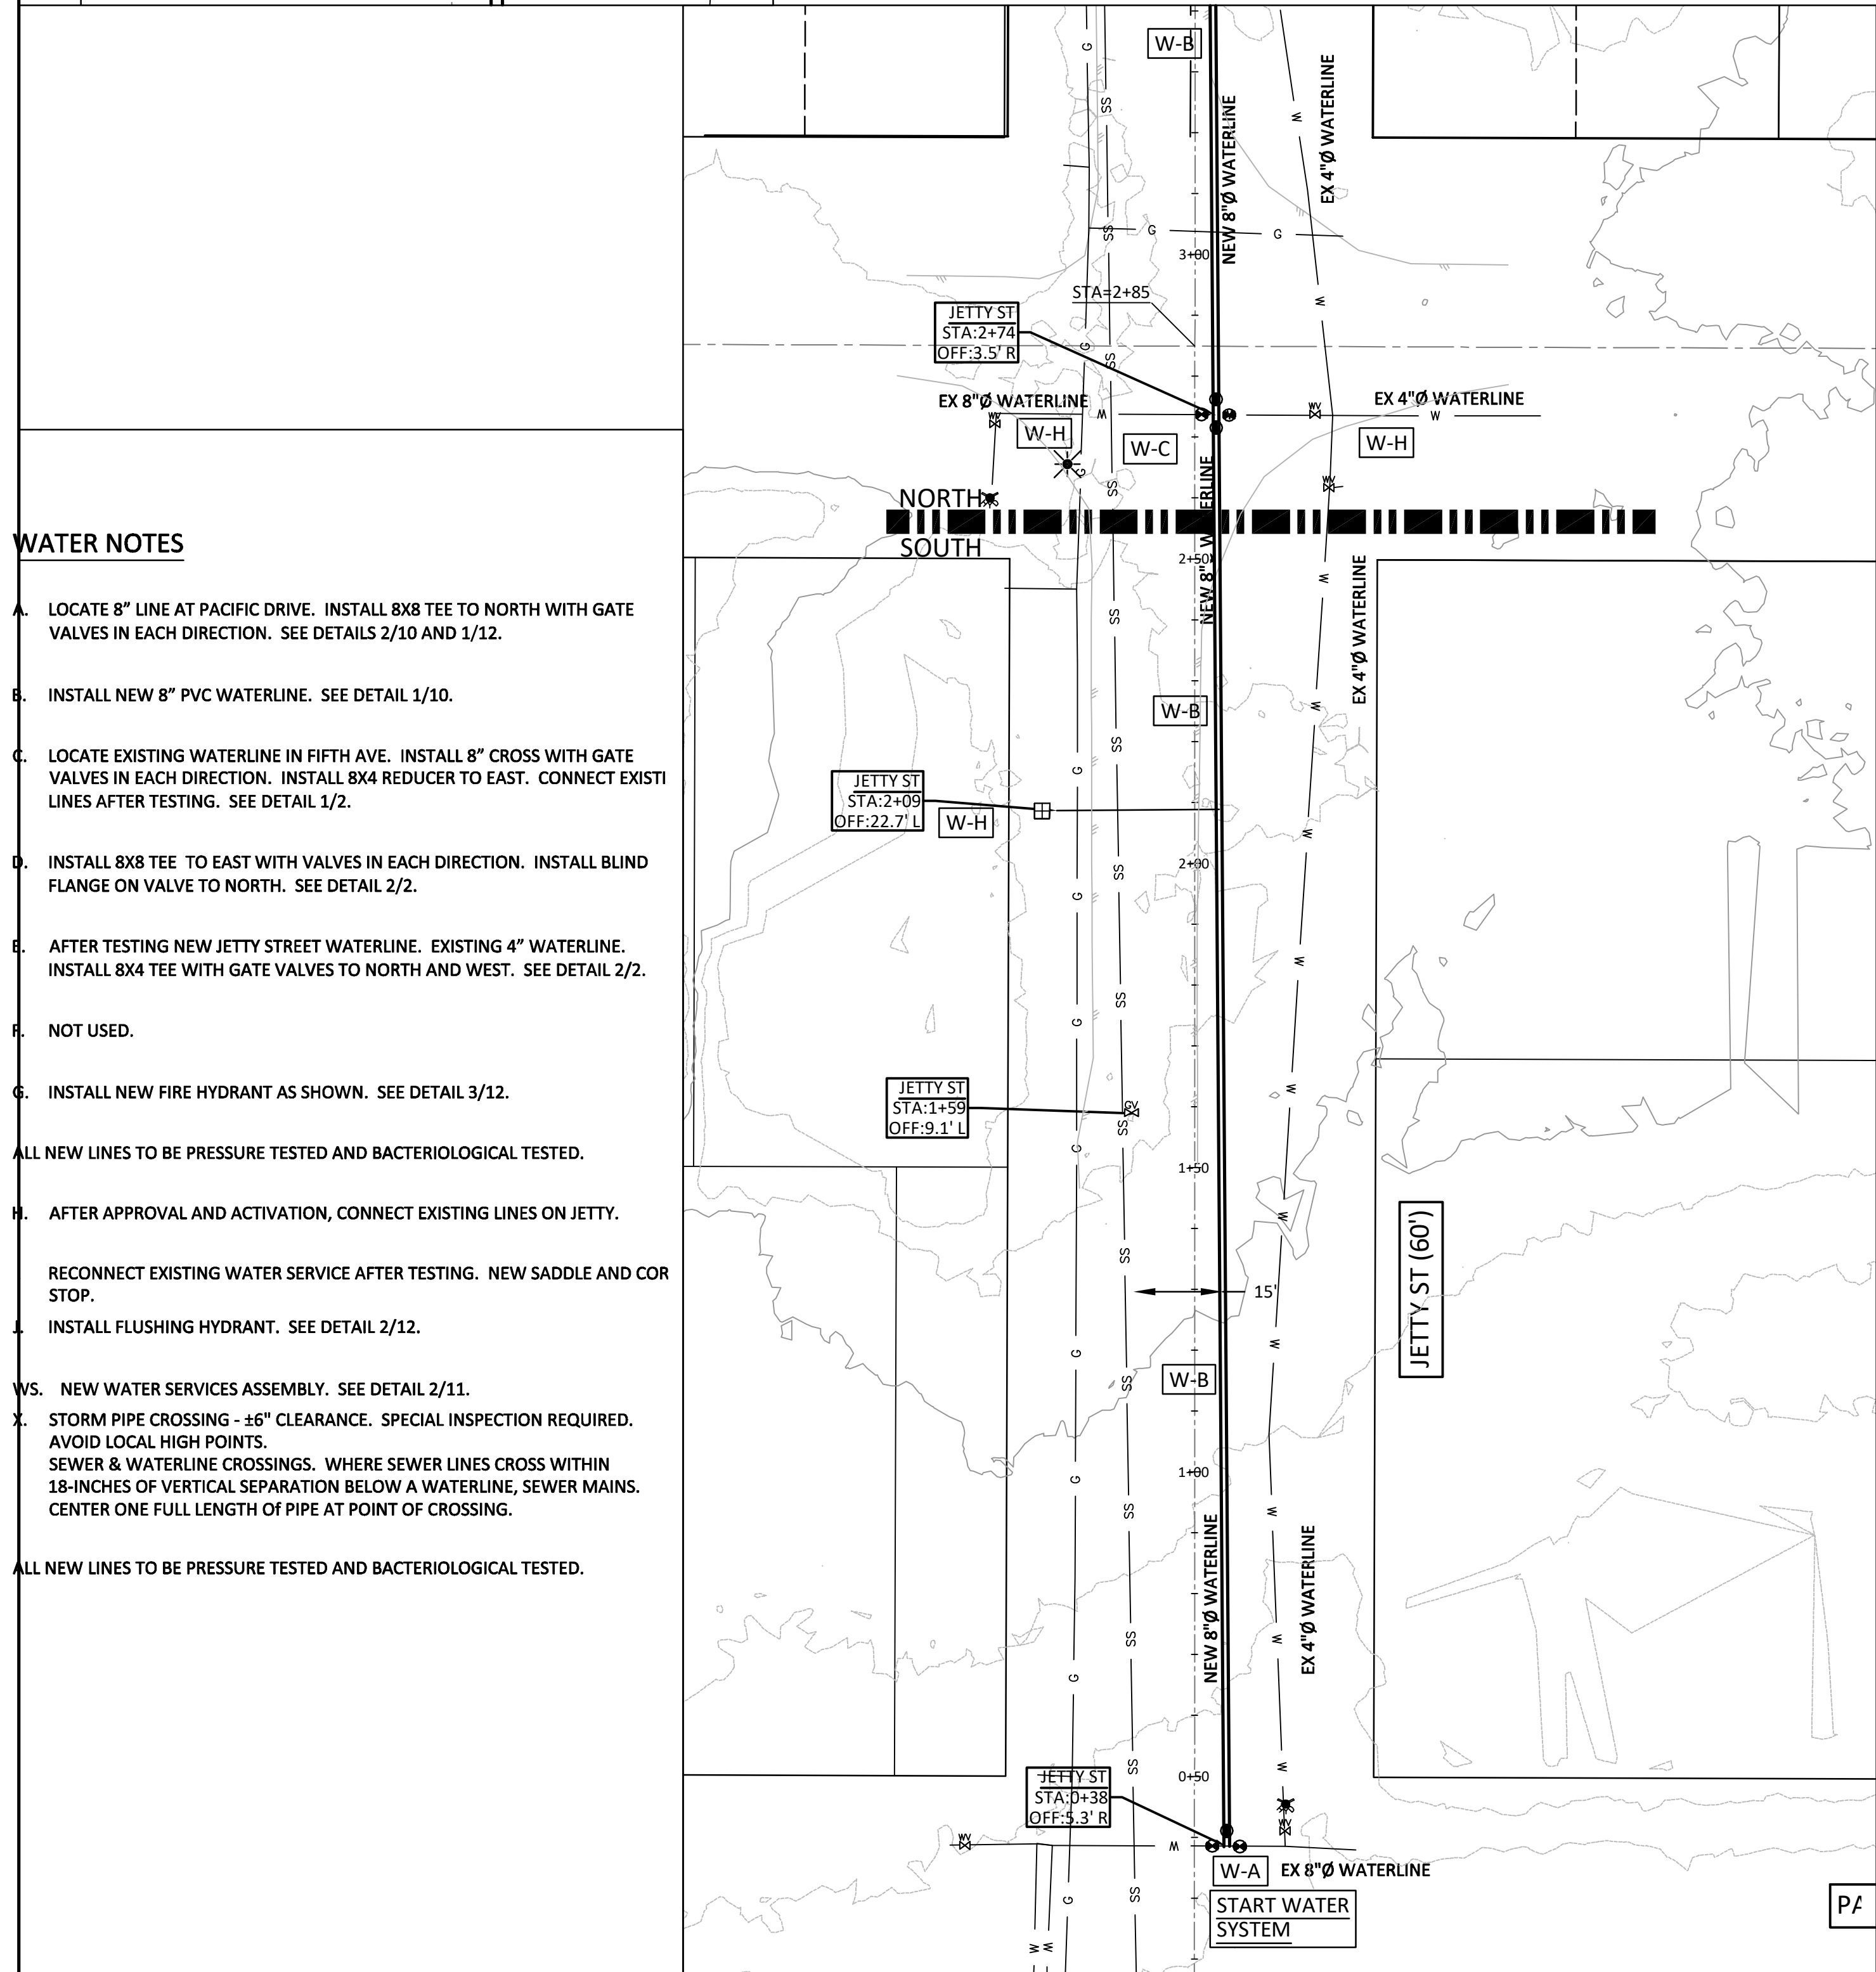 WATER NOTES
A. LOCATE 8” LINE AT PACIFIC DRIVE. INSTALL 8X8 TEE TO NORTH WITH GATE
VALVES IN EACH DIRECTION. SEE DETAILS 2/10 AND 1/12.
B. INSTALL NEW 8” PVC WATERLINE. SEE DETAIL 1/10.
C. LOCATE EXISTING WATERLINE IN FIFTH AVE. INSTALL 8” CROSS WITH GATE
VALVES IN EACH DIRECTION. INSTALL 8X4 REDUCER TO EAST. CONNECT EXISTI
LINES AFTER TESTING. SEE DETAIL 1/2.
D. INSTALL 8X8 TEE TO EAST WITH VALVES IN EACH DIRECTION. INSTALL BLIND
FLANGE ON VALVE TO NORTH. SEE DETAIL 2/2.
E. AFTER TESTING NEW JETTY STREET WATERLINE. EXISTING 4” WATERLINE.
INSTALL 8X4 TEE WITH GATE VALVES TO NORTH AND WEST. SEE DETAIL 2/2.
F. NOT USED.
G. INSTALL NEW FIRE HYDRANT AS SHOWN. SEE DETAIL 3/12.
ALL NEW LINES TO BE PRESSURE TESTED AND BACTERIOLOGICAL TESTED.
H. AFTER APPROVAL AND ACTIVATION, CONNECT EXISTING LINES ON JETTY.
RECONNECT EXISTING WATER SERVICE AFTER TESTING. NEW SADDLE AND COR
STOP.
J. INSTALL FLUSHING HYDRANT. SEE DETAIL 2/12.
WS. NEW WATER SERVICES ASSEMBLY. SEE DETAIL 2/11.
X. STORM PIPE CROSSING - ±6" CLEARANCE. SPECIAL INSPECTION REQUIRED.
AVOID LOCAL HIGH POINTS.
SEWER & WATERLINE CROSSINGS. WHERE SEWER LINES CROSS WITHIN
18-INCHES OF VERTICAL SEPARATION BELOW A WATERLINE, SEWER MAINS.
CENTER ONE FULL LENGTH Of PIPE AT POINT OF CROSSING.
ALL NEW LINES TO BE PRESSURE TESTED AND BACTERIOLOGICAL TESTED.
W-B
NEW 8"Ø WATERLINE
EX 4"Ø WATERLINE
3+00
STA=2+85
JETTY ST
STA:2+74
OFF:3.5' R
EX 8"Ø WATERLINE
EX 4"Ø WATERLINE
W-H
W-C
W-H
NORTH
SOUTH
2+50
NEW 8"Ø WATERLINE
EX 4"Ø WATERLINE
W-B
JETTY ST
STA:2+09
OFF:22.7' L
W-H
2+00
JETTY ST
STA:1+59
OFF:9.1' L
1+50
15'
JETTY ST (60')
W-B
1+00
NEW 8"Ø WATERLINE
EX 4"Ø WATERLINE
0+50
JETTY ST
STA:0+38
OFF:5.3' R
W-A
EX 8"Ø WATERLINE
START WATER
SYSTEM